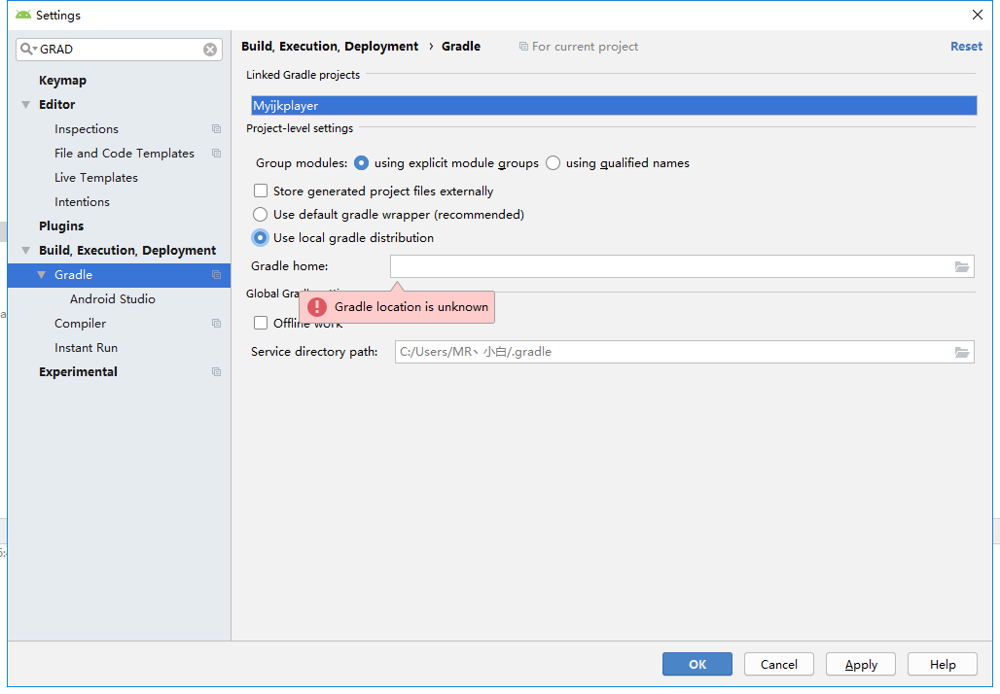 Settings
GRAD
Keymap
Editor
Inspections
File and Code Templates
Live Templates
Intentions
Plugins
Build, Execution, Deployment
Gradle
Android Studio
Compiler
Instant Run
Experimental
Build, Execution, Deployment › Gradle For current project Reset
Linked Gradle projects
Myijkplayer
Project-level settings
Group modules: using explicit module groups using qualified names
Store generated project files externally
Use default gradle wrapper (recommended)
Use local gradle distribution
Gradle home:
Global
Gradle location is unknown
Offline work
Service directory path: C:/Users/MR丶小白/.gradle
OK Cancel Apply Help